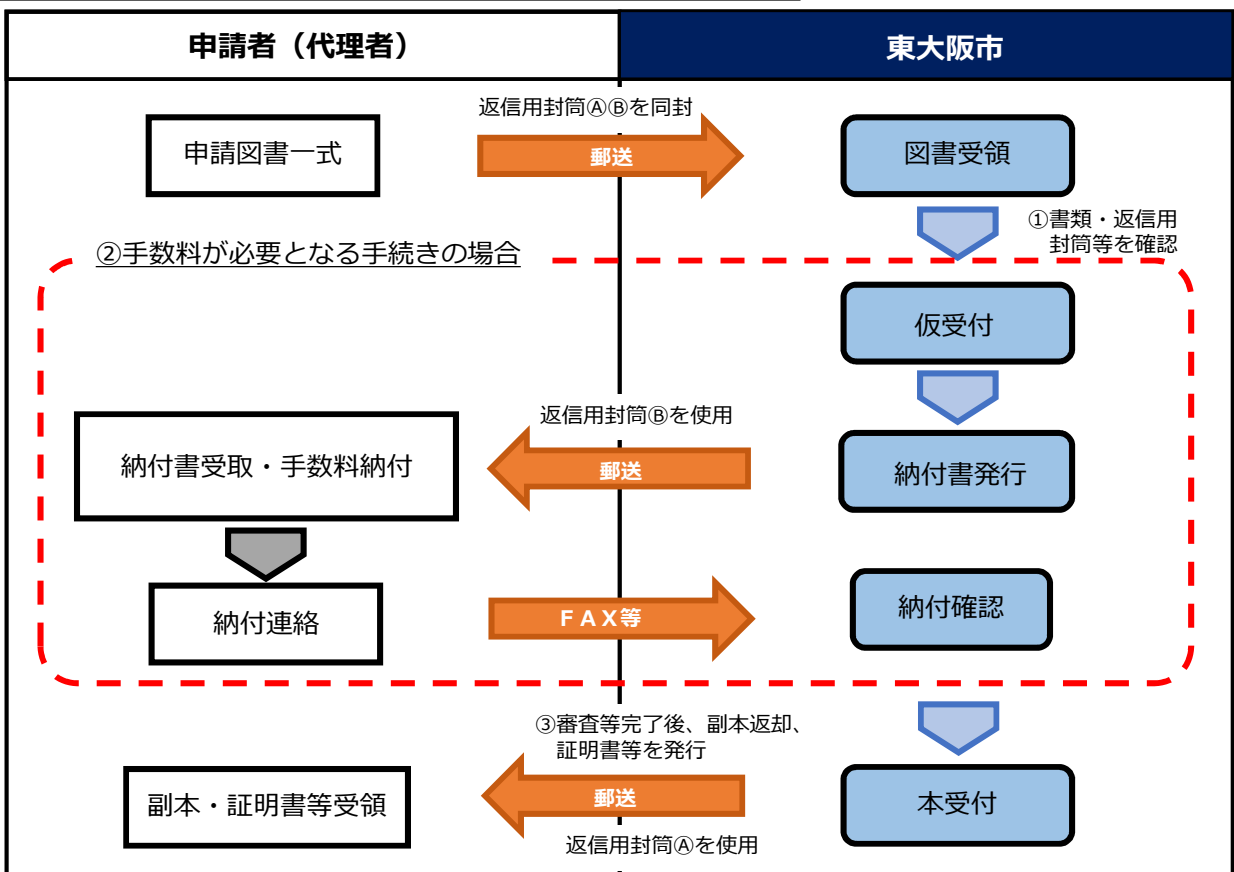 申請者（代理者）
東大阪市
返信用封筒ⒶⒷを同封
申請図書一式
郵送
図書受領
①書類・返信用
封筒等を確認
②手数料が必要となる手続きの場合
仮受付
返信用封筒Ⓑを使用
納付書受取・手数料納付
郵送
納付書発行
納付連絡
ＦＡＸ等
納付確認
③審査等完了後、副本返却、
証明書等を発行
副本・証明書等受領
郵送
本受付
返信用封筒Ⓐを使用